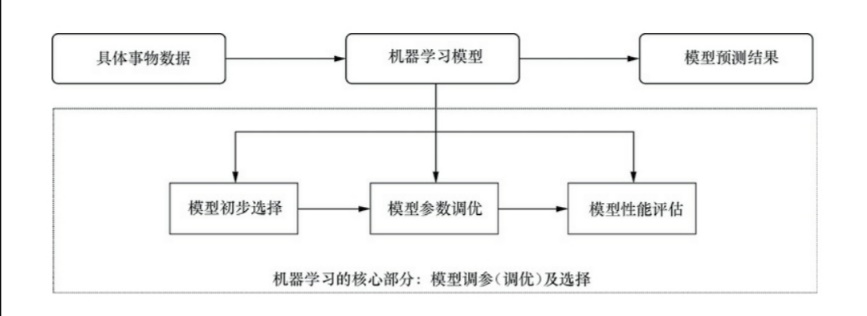 具体事物数据
机器学习模型
模型预测结果
模型初步选择
模型参数调优
模型性能评估
机器学习的核心部分：模型调参（调优）及选择